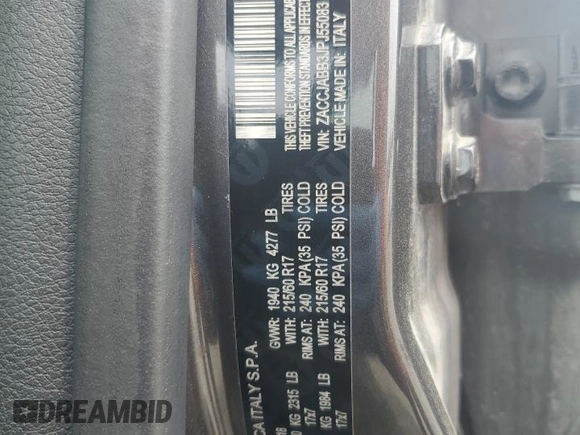 CA ITALY S.P.A.
18
GVWR: 1940 KG 4277 LB
KG 2315 LB WITH: 215/60 R17 TIRES
17x7 RIMS AT: 240 KPA(35 PSI) COLD
KG 1984 LB WITH: 215/60 R17 TIRES
17x7 RIMS AT: 240 KPA(35 PSI) COLD
THIS VEHICLE CONFORMS TO ALL APPLICABLE
THEFT PREVENTION STANDARDS IN EFFECT
VIN: ZACCJABB3JPJ55083
VEHICLE MADE IN: ITALY
DREAMBID